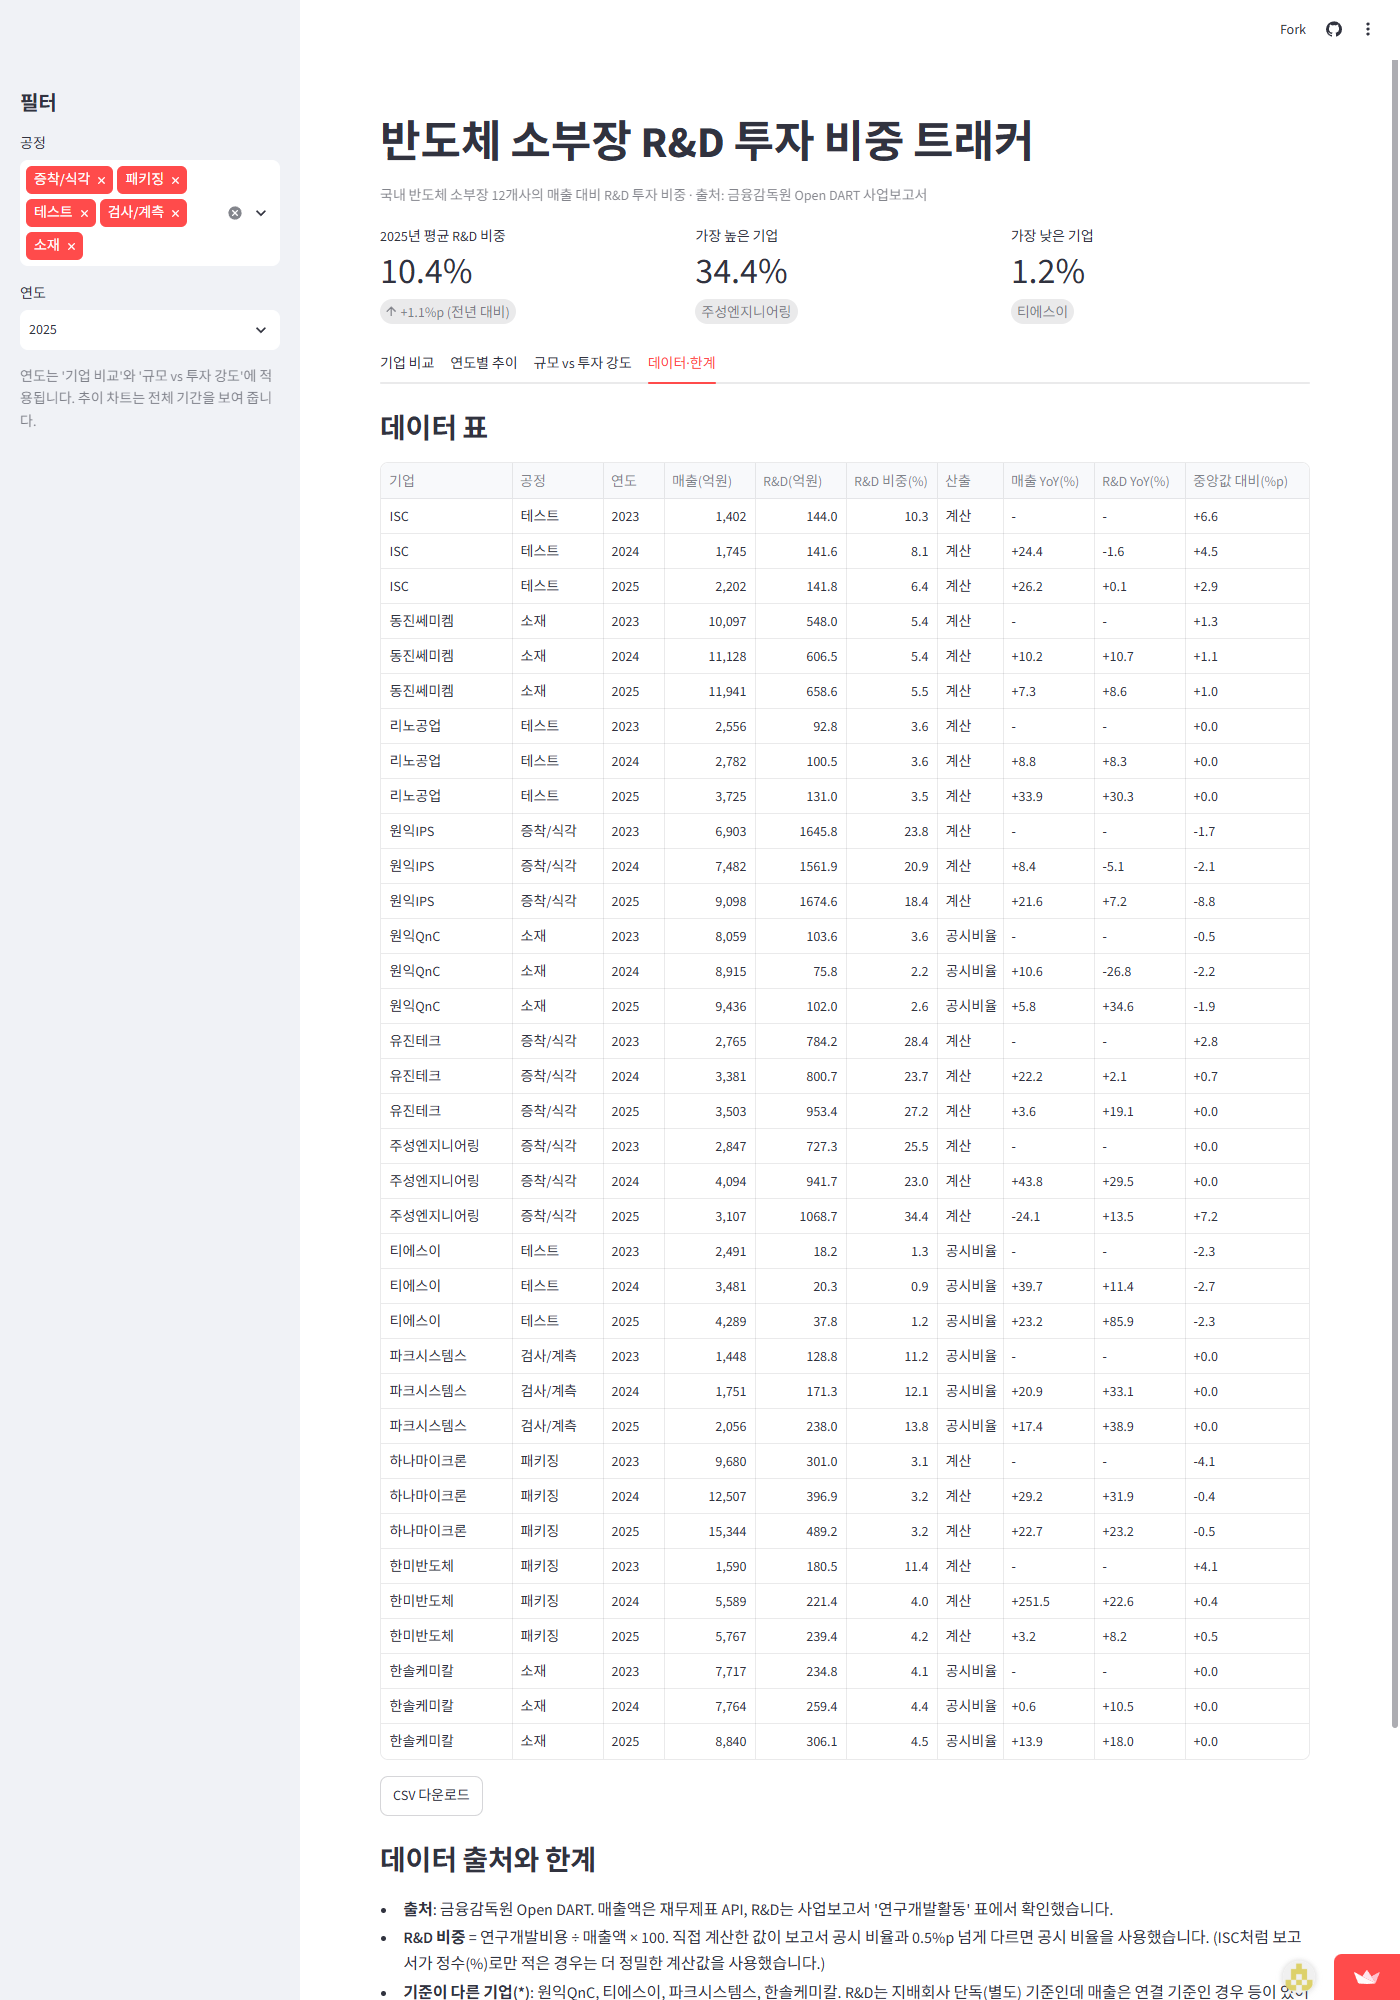 Fork
필터
공정
증착/식각 × 패키징 ×
테스트 × 검사/계측 ×
소재 ×
연도
2025
연도는 '기업 비교'와 '규모 vs 투자 강도'에 적
용됩니다. 추이 차트는 전체 기간을 보여 줍니
다.
반도체 소부장 R&D 투자 비중 트래커
국내 반도체 소부장 12개사의 매출 대비 R&D 투자 비중 · 출처: 금융감독원 Open DART 사업보고서
2025년 평균 R&D 비중 가장 높은 기업 가장 낮은 기업
10.4% 34.4% 1.2%
↑ +1.1%p (전년 대비) 주성엔지니어링 티에스이
기업 비교 연도별 추이 규모 vs 투자 강도 데이터·한계
데이터 표
기업 공정 연도 매출(억원) R&D(억원) R&D 비중(%) 산출 매출 YoY(%) R&D YoY(%) 중앙값 대비(%p)
ISC 테스트 2023 1,402 144.0 10.3 계산 - - +6.6
ISC 테스트 2024 1,745 141.6 8.1 계산 +24.4 -1.6 +4.5
ISC 테스트 2025 2,202 141.8 6.4 계산 +26.2 +0.1 +2.9
동진쎄미켐 소재 2023 10,097 548.0 5.4 계산 - - +1.3
동진쎄미켐 소재 2024 11,128 606.5 5.4 계산 +10.2 +10.7 +1.1
동진쎄미켐 소재 2025 11,941 658.6 5.5 계산 +7.3 +8.6 +1.0
리노공업 테스트 2023 2,556 92.8 3.6 계산 - - +0.0
리노공업 테스트 2024 2,782 100.5 3.6 계산 +8.8 +8.3 +0.0
리노공업 테스트 2025 3,725 131.0 3.5 계산 +33.9 +30.3 +0.0
원익IPS 증착/식각 2023 6,903 1645.8 23.8 계산 - - -1.7
원익IPS 증착/식각 2024 7,482 1561.9 20.9 계산 +8.4 -5.1 -2.1
원익IPS 증착/식각 2025 9,098 1674.6 18.4 계산 +21.6 +7.2 -8.8
원익QnC 소재 2023 8,059 103.6 3.6 공시비율 - - -0.5
원익QnC 소재 2024 8,915 75.8 2.2 공시비율 +10.6 -26.8 -2.2
원익QnC 소재 2025 9,436 102.0 2.6 공시비율 +5.8 +34.6 -1.9
유진테크 증착/식각 2023 2,765 784.2 28.4 계산 - - +2.8
유진테크 증착/식각 2024 3,381 800.7 23.7 계산 +22.2 +2.1 +0.7
유진테크 증착/식각 2025 3,503 953.4 27.2 계산 +3.6 +19.1 +0.0
주성엔지니어링 증착/식각 2023 2,847 727.3 25.5 계산 - - +0.0
주성엔지니어링 증착/식각 2024 4,094 941.7 23.0 계산 +43.8 +29.5 +0.0
주성엔지니어링 증착/식각 2025 3,107 1068.7 34.4 계산 -24.1 +13.5 +7.2
티에스이 테스트 2023 2,491 18.2 1.3 공시비율 - - -2.3
티에스이 테스트 2024 3,481 20.3 0.9 공시비율 +39.7 +11.4 -2.7
티에스이 테스트 2025 4,289 37.8 1.2 공시비율 +23.2 +85.9 -2.3
파크시스템스 검사/계측 2023 1,448 128.8 11.2 공시비율 - - +0.0
파크시스템스 검사/계측 2024 1,751 171.3 12.1 공시비율 +20.9 +33.1 +0.0
파크시스템스 검사/계측 2025 2,056 238.0 13.8 공시비율 +17.4 +38.9 +0.0
하나마이크론 패키징 2023 9,680 301.0 3.1 계산 - - -4.1
하나마이크론 패키징 2024 12,507 396.9 3.2 계산 +29.2 +31.9 -0.4
하나마이크론 패키징 2025 15,344 489.2 3.2 계산 +22.7 +23.2 -0.5
한미반도체 패키징 2023 1,590 180.5 11.4 계산 - - +4.1
한미반도체 패키징 2024 5,589 221.4 4.0 계산 +251.5 +22.6 +0.4
한미반도체 패키징 2025 5,767 239.4 4.2 계산 +3.2 +8.2 +0.5
한솔케미칼 소재 2023 7,717 234.8 4.1 공시비율 - - +0.0
한솔케미칼 소재 2024 7,764 259.4 4.4 공시비율 +0.6 +10.5 +0.0
한솔케미칼 소재 2025 8,840 306.1 4.5 공시비율 +13.9 +18.0 +0.0
CSV 다운로드
데이터 출처와 한계
• 출처: 금융감독원 Open DART. 매출액은 재무제표 API, R&D는 사업보고서 '연구개발활동' 표에서 확인했습니다.
• R&D 비중 = 연구개발비용 ÷ 매출액 × 100. 직접 계산한 값이 보고서 공시 비율과 0.5%p 넘게 다르면 공시 비율을 사용했습니다. (ISC처럼 보고
서가 정수(%)로만 적은 경우는 더 정밀한 계산값을 사용했습니다.)
• 기준이 다른 기업(*): 원익QnC, 티에스이, 파크시스템스, 한솔케미칼. R&D는 지배회사 단독(별도) 기준인데 매출은 연결 기준인 경우 등이 있어